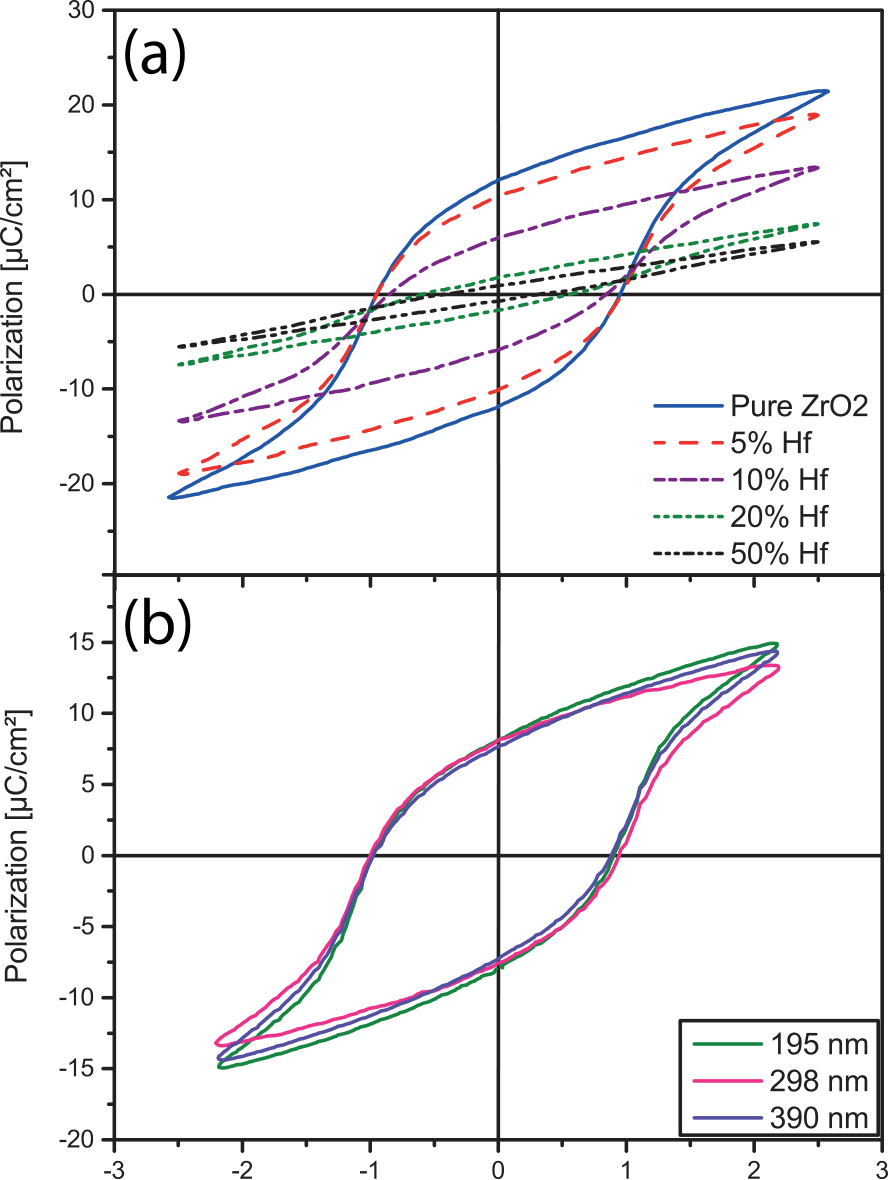 (a)
30
20
10
0
-10
-20
Polarization [µC/cm²]
Pure ZrO2
5% Hf
10% Hf
20% Hf
50% Hf
(b)
15
10
5
0
-5
-10
-15
-20
Polarization [µC/cm²]
195 nm
298 nm
390 nm
-3 -2 -1 0 1 2 3